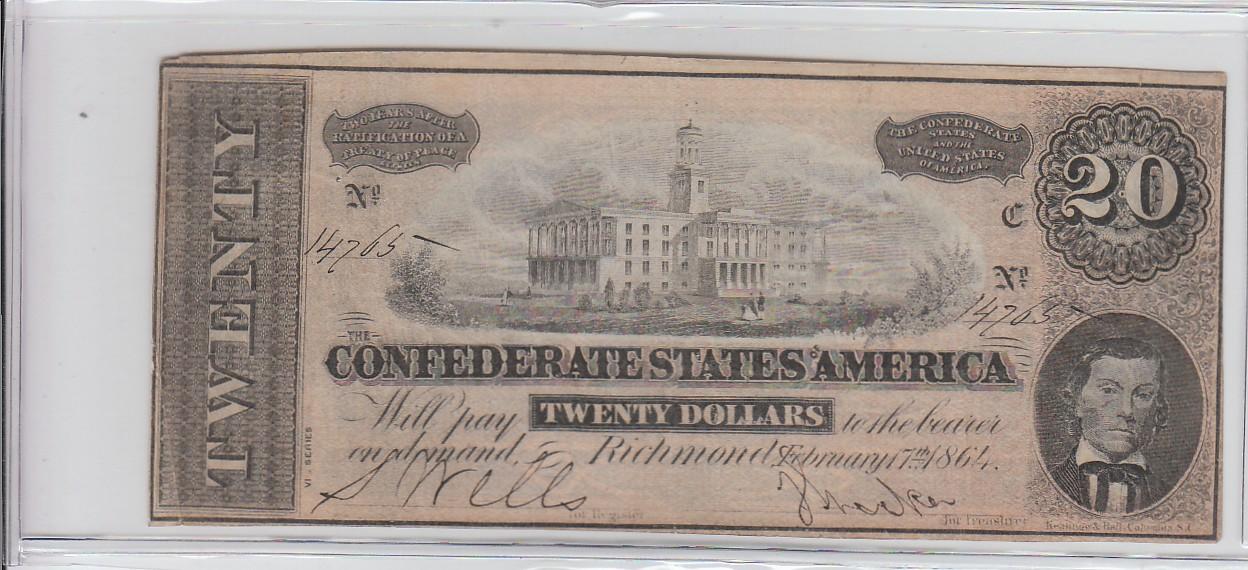 TWENTY
TWO YEARS AFTER
THE
RATIFICATION OF A
TREATY OF PEACE
THE CONFEDERATE
STATES
AND THE
UNITED STATES
OF AMERICA.
20
Nº
14765
C
Nº
14765
THE
CONFEDERATE STATES OF AMERICA
Will pay TWENTY DOLLARS to the bearer
on demand, Richmond, February 17th 1864.
VI SERIES
S Wells
for Register
for Treasurer
Keatinge & Ball, Columbia, S.C.